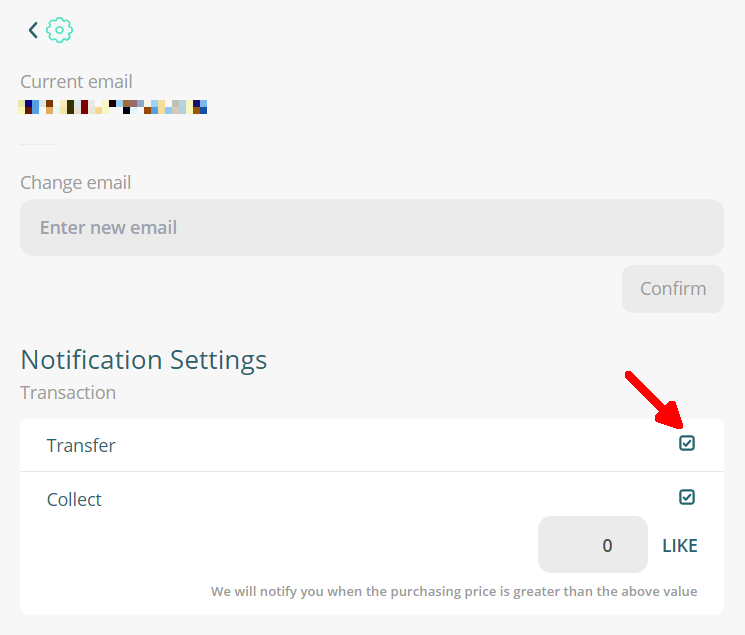 Current email
Change email
Enter new email
Confirm
Notification Settings
Transaction
Transfer
Collect
0 LIKE
We will notify you when the purchasing price is greater than the above value